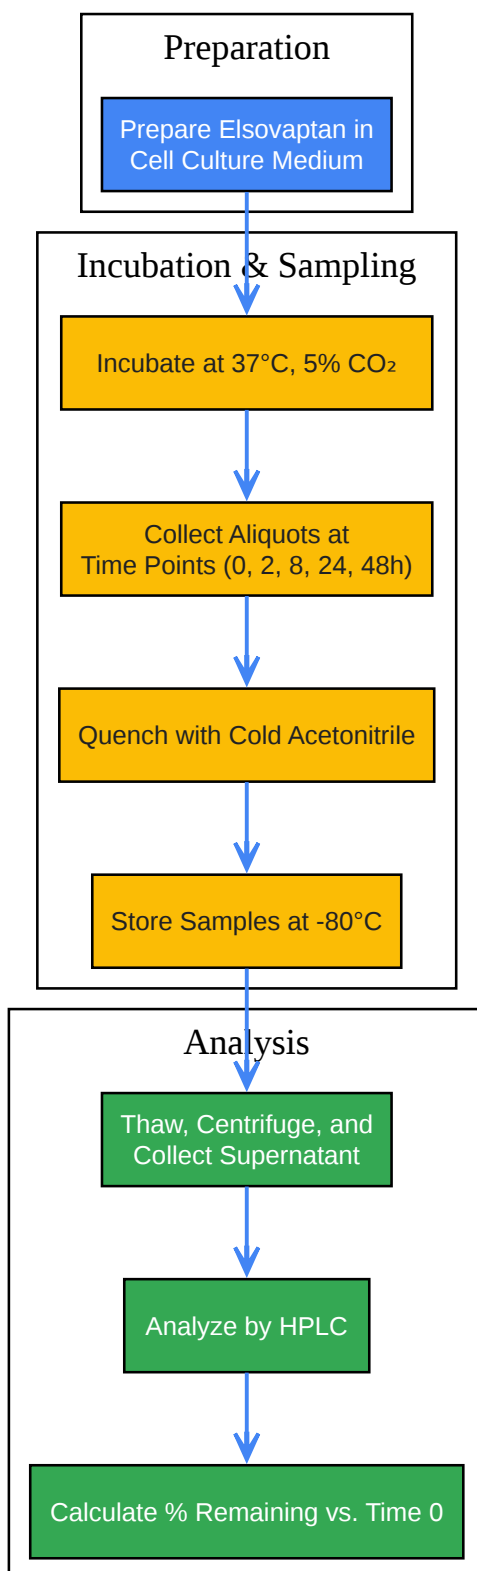 Preparation
Prepare Elsovaptan in
Cell Culture Medium
Incubation & Sampling
Incubate at 37°C, 5% CO₂
Collect Aliquots at
Time Points (0, 2, 8, 24, 48h)
Quench with Cold Acetonitrile
Store Samples at -80°C
Analysis
Thaw, Centrifuge, and
Collect Supernatant
Analyze by HPLC
Calculate % Remaining vs. Time 0